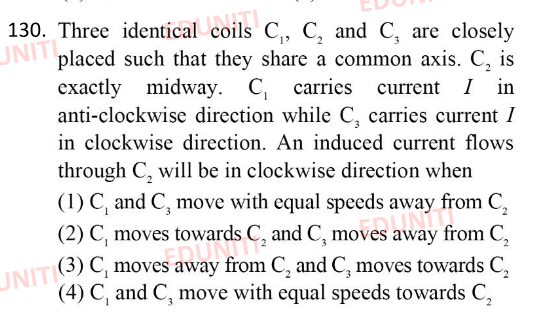 EDUNITI
130. Three identical coils C₁, C₂ and C₃ are closely
placed such that they share a common axis. C₂ is
exactly midway. C₁ carries current I in
anti-clockwise direction while C₃ carries current I
in clockwise direction. An induced current flows
through C₂ will be in clockwise direction when
(1) C₁ and C₃ move with equal speeds away from C₂
(2) C₁ moves towards C₂ and C₃ moves away from C₂
EDUNITI
EDUNITI
(3) C₁ moves away from C₂ and C₃ moves towards C₂
(4) C₁ and C₃ move with equal speeds towards C₂